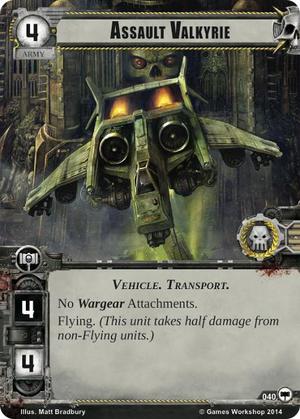 4
ASSAULT VALKYRIE
ARMY
VEHICLE. TRANSPORT.
No Wargear Attachments.
Flying. (This unit takes half damage from
non-Flying units.)
4
4
Illus. Matt Bradbury
© Games Workshop 2014
040